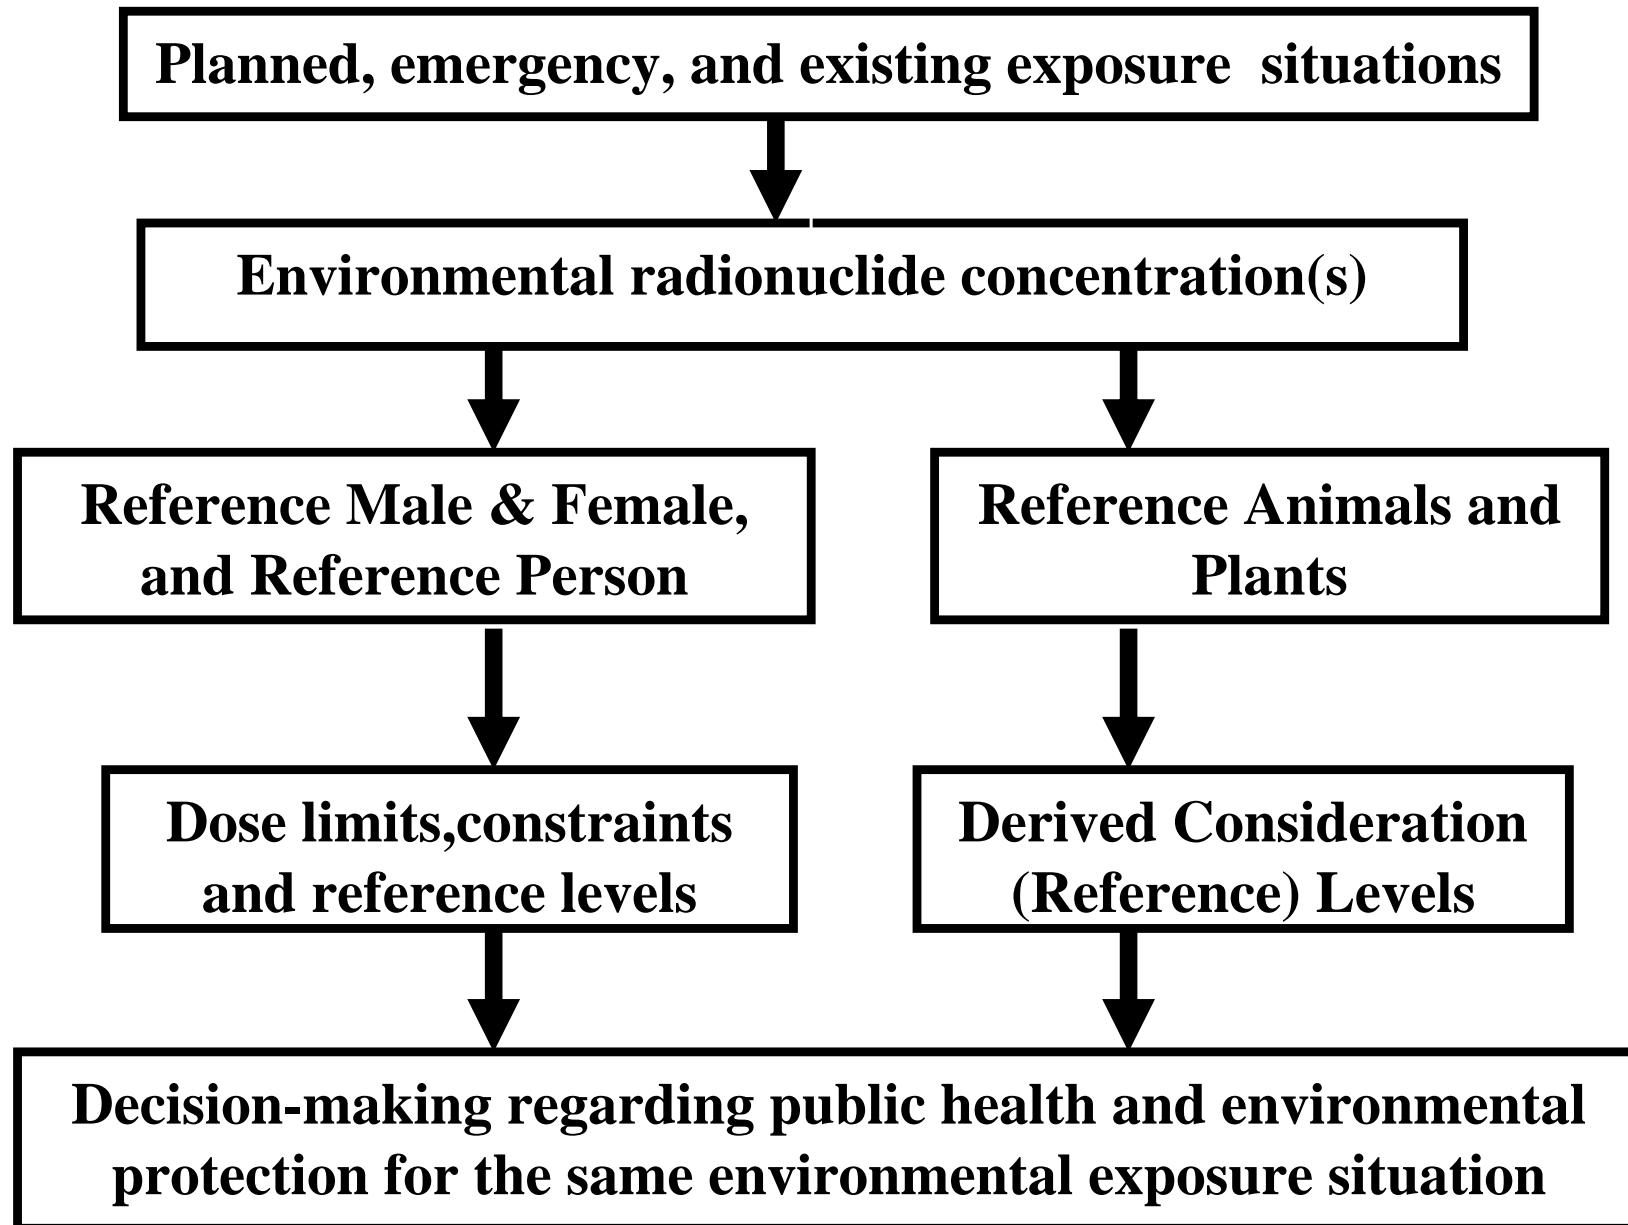 Planned, emergency, and existing exposure  situations
Environmental radionuclide concentration(s)
Reference Male & Female,
and Reference Person
Reference Animals and
Plants
Dose limits,constraints
and reference levels
Derived Consideration
(Reference) Levels
Decision-making regarding public health and environmental
protection for the same environmental exposure situation